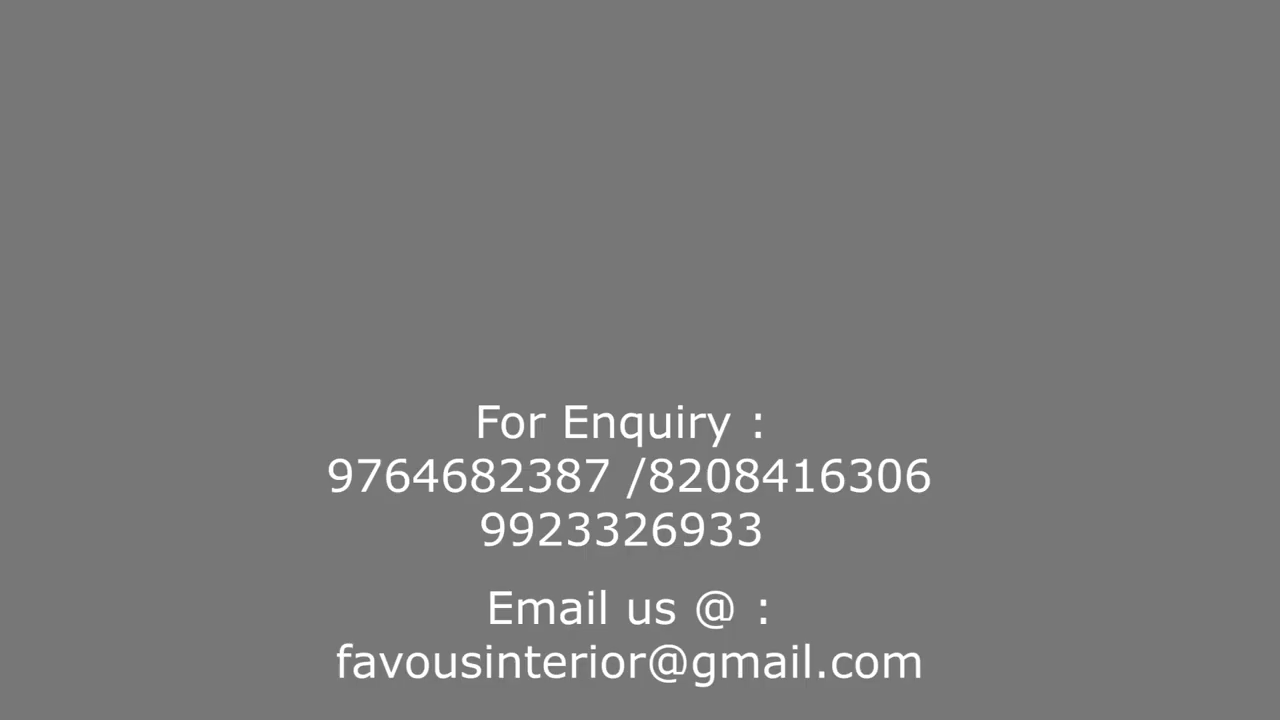 For Enquiry :
9764682387 /8208416306
9923326933
Email us @ :
favousinterior@gmail.com